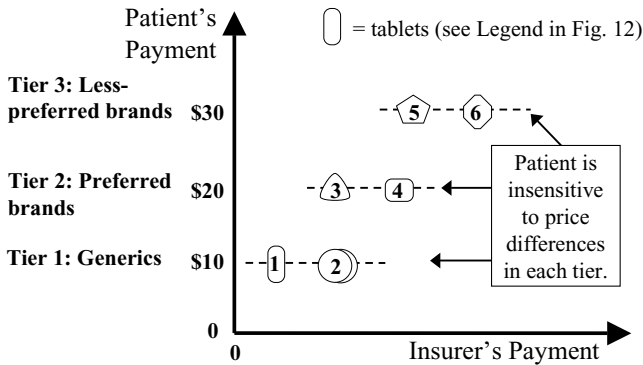 Patient's
Payment
= tablets (see Legend in Fig. 12)
Tier 3: Less-
preferred brands
$30
5
6
Tier 2: Preferred
brands
$20
3
4
Patient is
insensitive
to price
differences
in each tier.
Tier 1: Generics
$10
1
2
0
0
Insurer's Payment